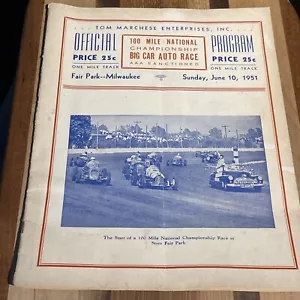 TOM MARCHESE ENTERPRISES, INC.
OFFICIAL
PRICE 25c
ONE MILE TRACK
100 MILE NATIONAL
CHAMPIONSHIP
BIG CAR AUTO RACE
AAA SANCTIONED
PROGRAM
PRICE 25c
ONE MILE TRACK
Fair Park--Milwaukee
Sunday, June 10, 1951
The Start of a 100 Mile National Championship Race at
State Fair Park